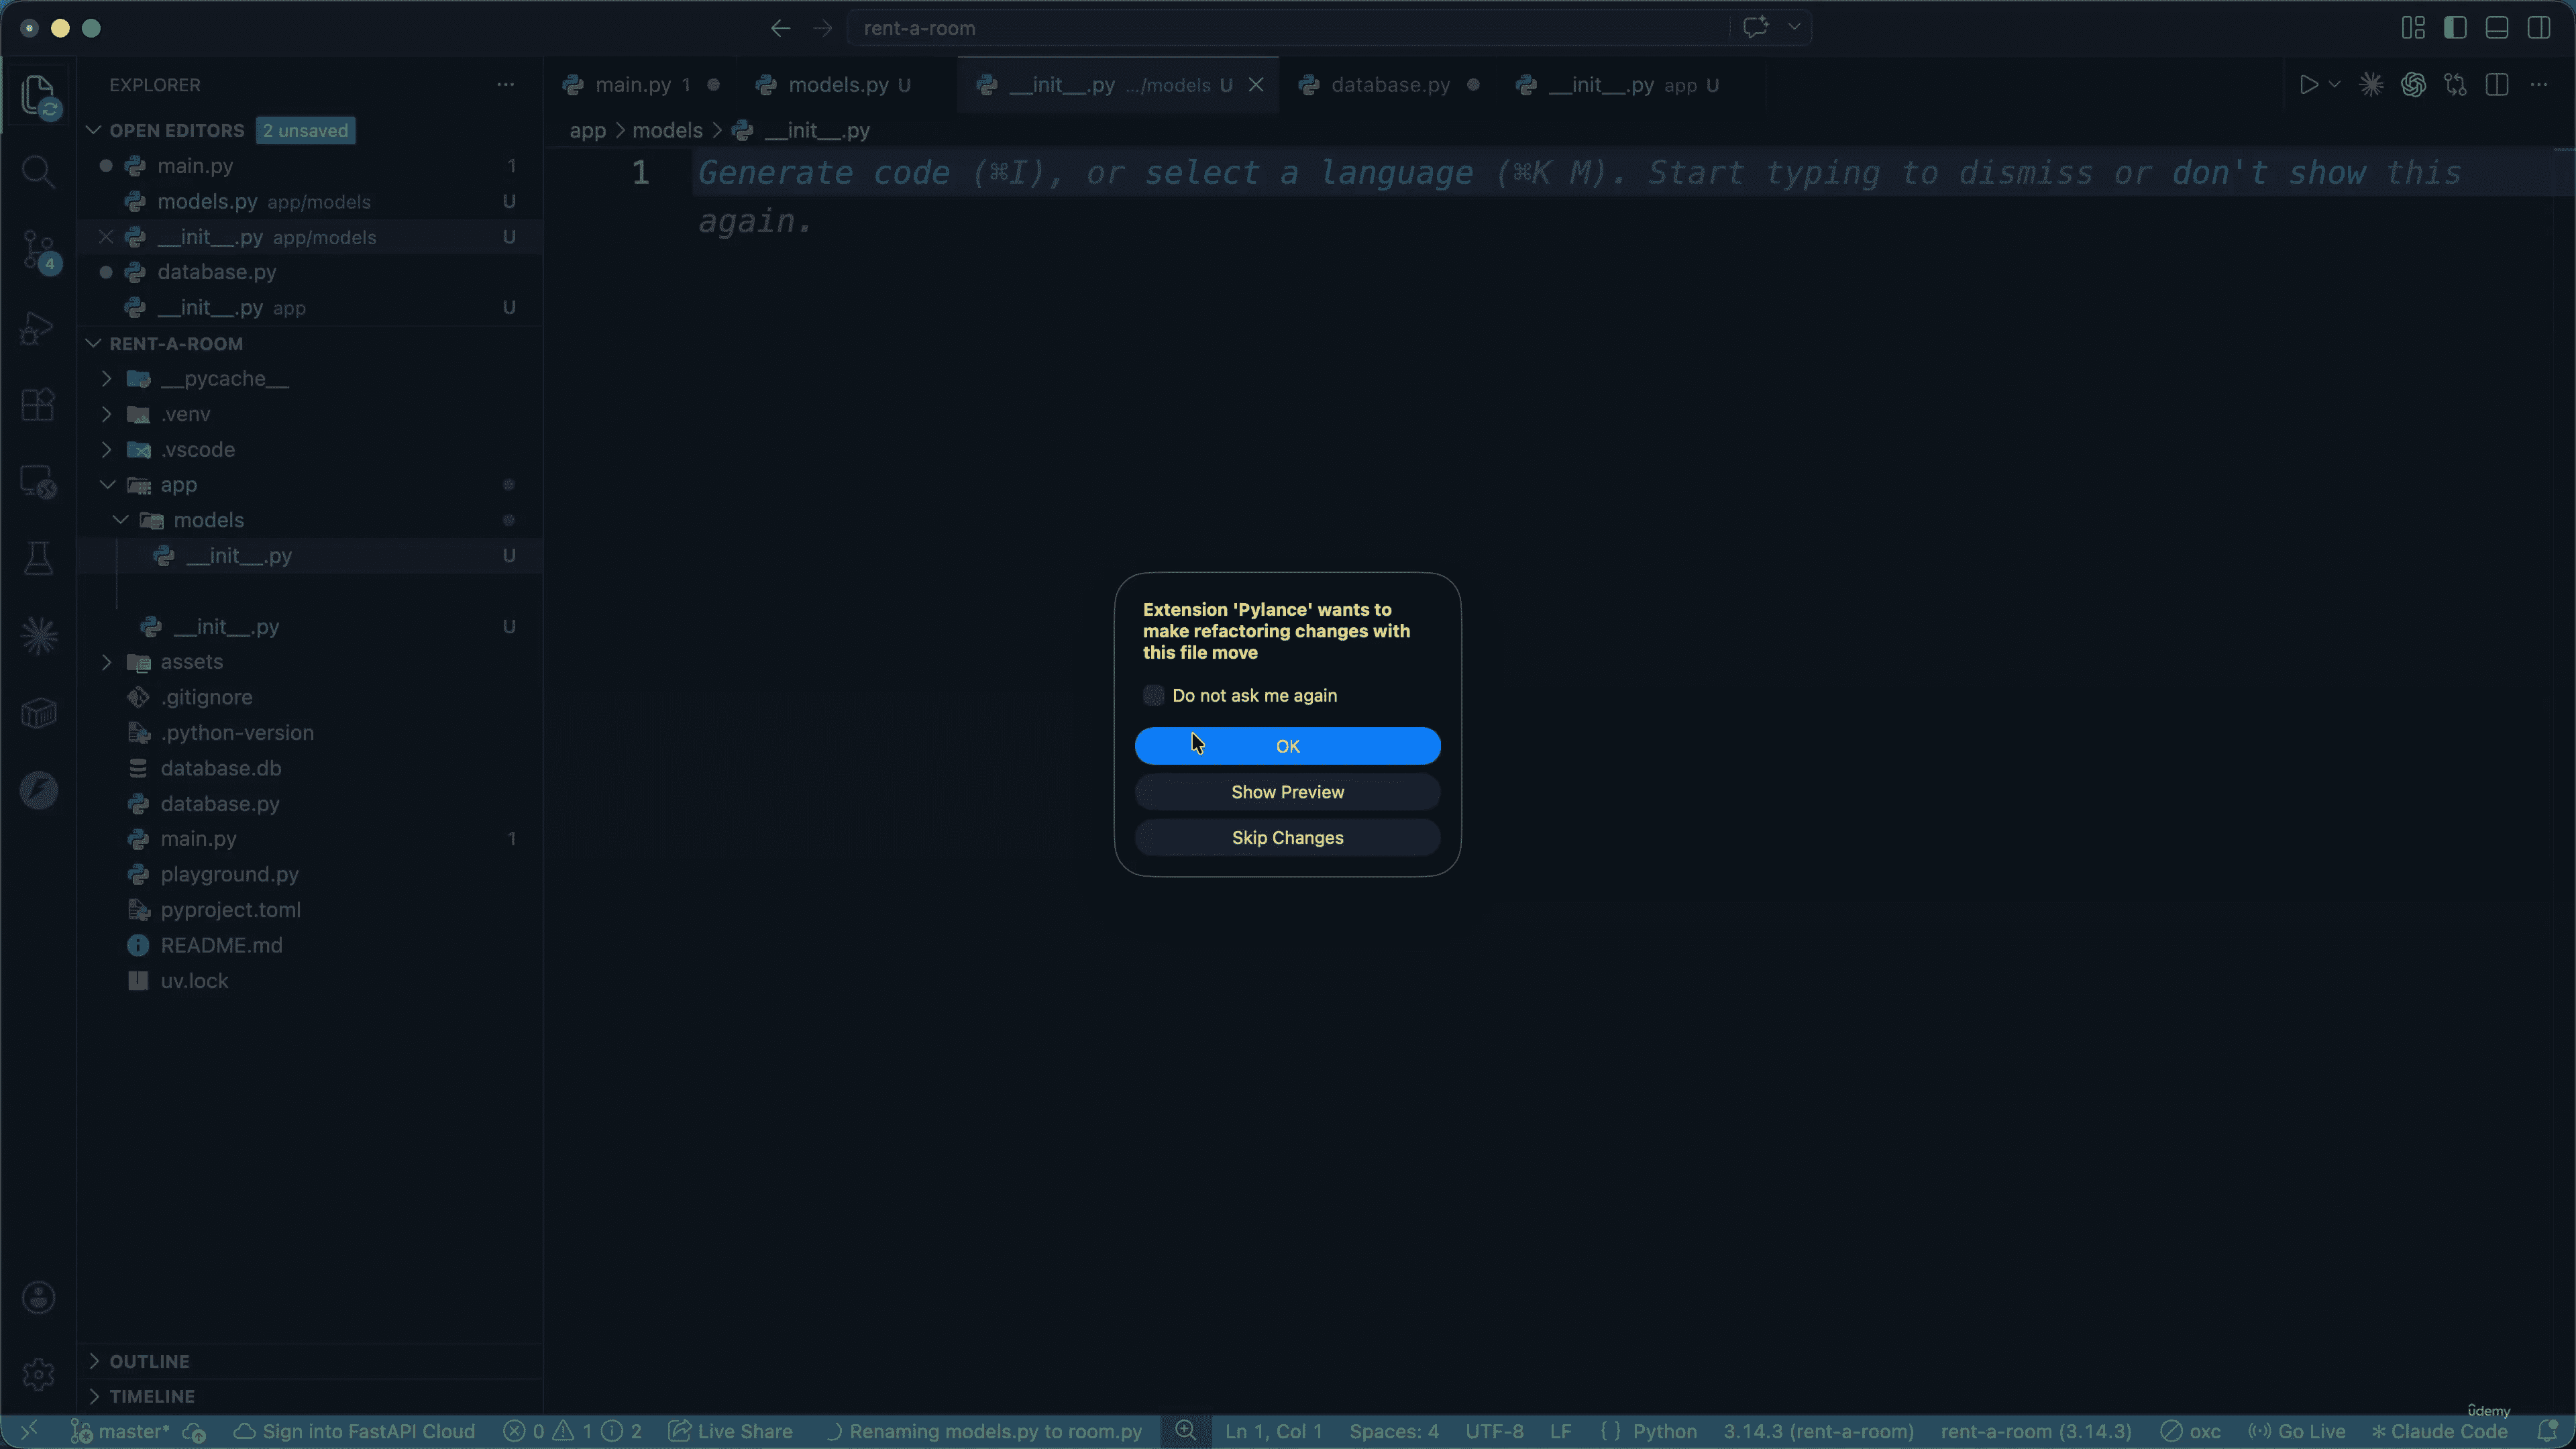 rent-a-room
EXPLORER
OPEN EDITORS 2 unsaved
main.py 1
models.py app/models U
__init__.py app/models U
database.py
__init__.py app U
RENT-A-ROOM
__pycache__
.venv
.vscode
app
models
__init__.py U
__init__.py U
assets
.gitignore
.python-version
database.db
database.py
main.py 1
playground.py
pyproject.toml
README.md
uv.lock
OUTLINE
TIMELINE
4
main.py 1
models.py U
__init__.py .../models U
database.py
__init__.py app U
app > models > __init__.py
1
Generate code (⌘I), or select a language (⌘K M). Start typing to dismiss or don't show this
again.
Extension 'Pylance' wants to
make refactoring changes with
this file move
Do not ask me again
OK
Show Preview
Skip Changes
udemy
master* Sign into FastAPI Cloud 0 1 2 Live Share Renaming models.py to room.py Ln 1, Col 1 Spaces: 4 UTF-8 LF { } Python 3.14.3 (rent-a-room) rent-a-room (3.14.3) oxc Go Live Claude Code